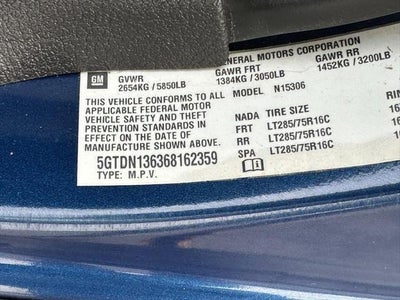 GENERAL MOTORS CORPORATION
GM GVWR GAWR FRT GAWR RR
2654KG / 5850LB 1384KG / 3050LB 1452KG / 3200LB
THIS VEHICLE CONFORMS TO ALL MODEL N15306
APPLICABLE FEDERAL MOTOR
VEHICLE SAFETY AND THEFT
PREVENTION STANDARDS IN
EFFECT ON THE DATE OF
MANUFACTURE SHOWN ABOVE.
5GTDN136368162359
TYPE: M.P.V.
NADA TIRE SIZE
FRT LT285/75R16C
RR LT285/75R16C
SPA LT285/75R16C